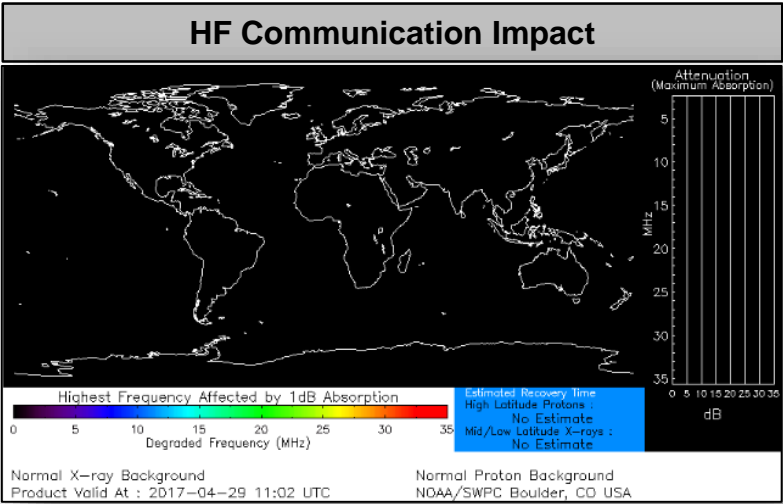 HF Communication Impact
Attenuation
(Maximum Absorption)
5
10
15
20
25
30
35
MHz
0 5 10 15 20 25 30 35
dB
Highest Frequency Affected by 1dB Absorption
0 5 10 15 20 25 30 35
Degraded Frequency (MHz)
Estimated Recovery Time
High Latitude Protons :
No Estimate
Mid/Low Latitude X-rays :
No Estimate
Normal X-ray Background
Normal Proton Background
Product Valid At : 2017-04-29 11:02 UTC
NOAA/SWPC Boulder, CO USA